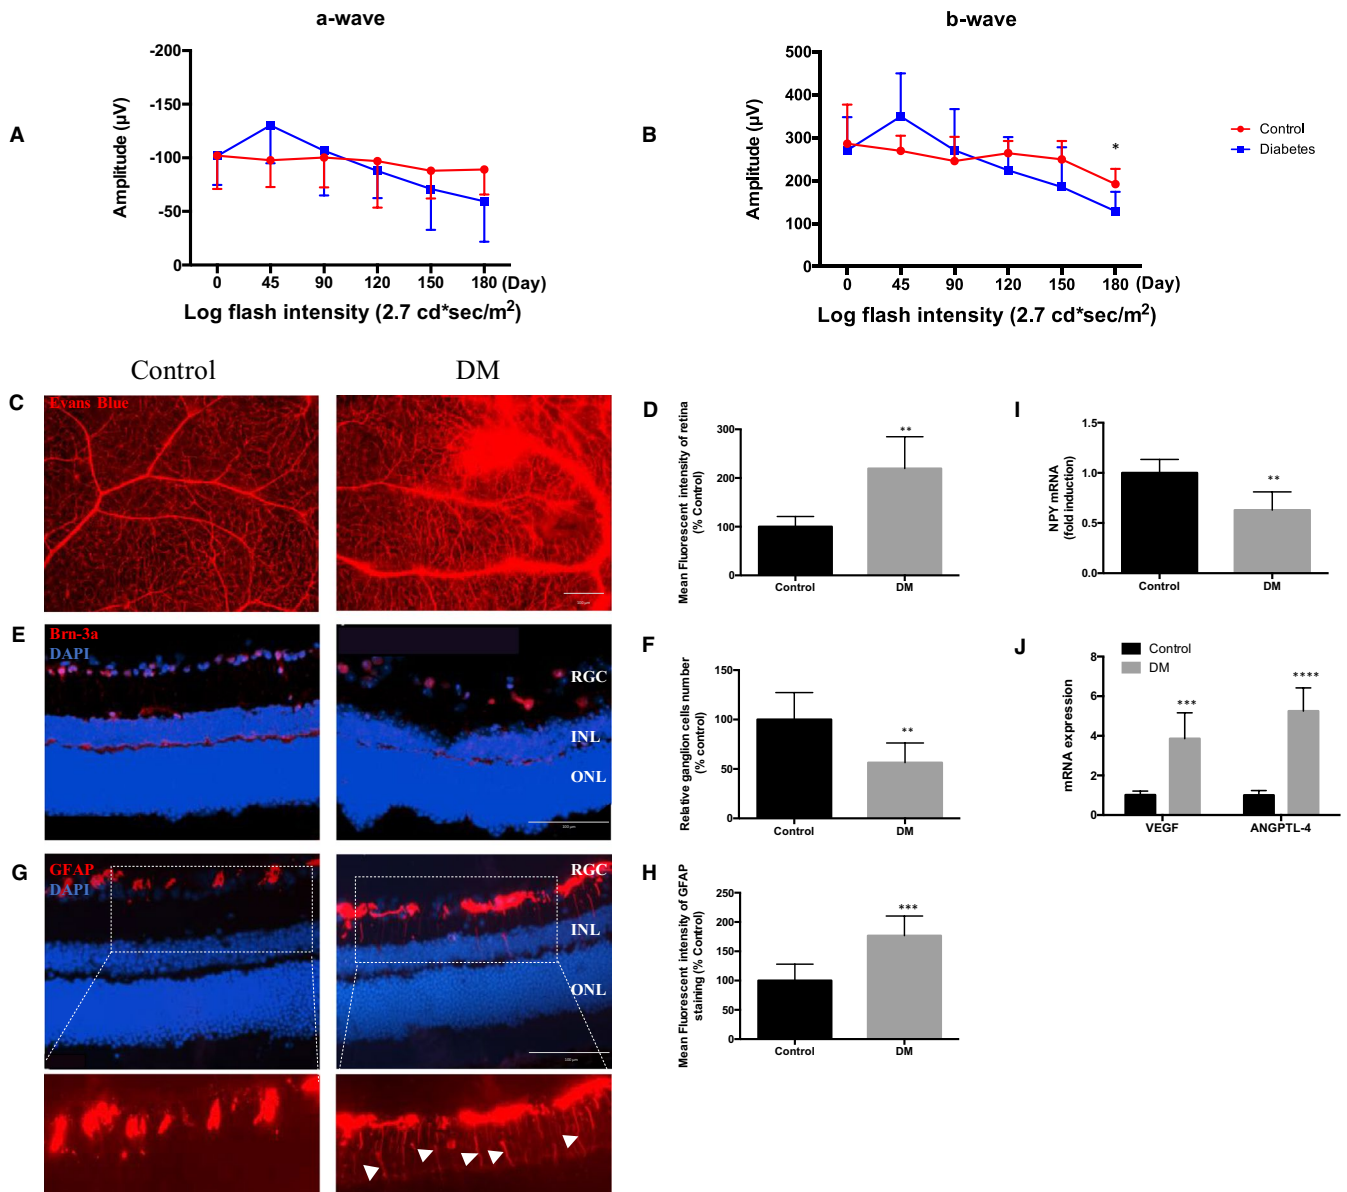 a-wave
b-wave
A
Amplitude (µV)
-200
-150
-100
-50
0
0 45 90 120 150 180 (Day)
Log flash intensity (2.7 cd*sec/m²)
B
Amplitude (µV)
500
400
300
200
100
0
*
0 45 90 120 150 180 (Day)
Log flash intensity (2.7 cd*sec/m²)
Control
Diabetes
Control
DM
C
Evans Blue
D
Mean Fluorescent intensity of retina
(% Control)
300
200
100
0
**
Control DM
I
NPY mRNA
(fold induction)
1.5
1.0
0.5
0.0
**
Control DM
E
Brn-3a
DAPI
RGC
INL
ONL
F
Relative ganglion cells number
(% control)
150
100
50
0
**
Control DM
J
Control
DM
mRNA expression
8
6
4
2
0
***
****
VEGF ANGPTL-4
G
GFAP
DAPI
RGC
INL
ONL
H
Mean Fluorescent intensity of GFAP
staining (% Control)
250
200
150
100
50
0
***
Control DM